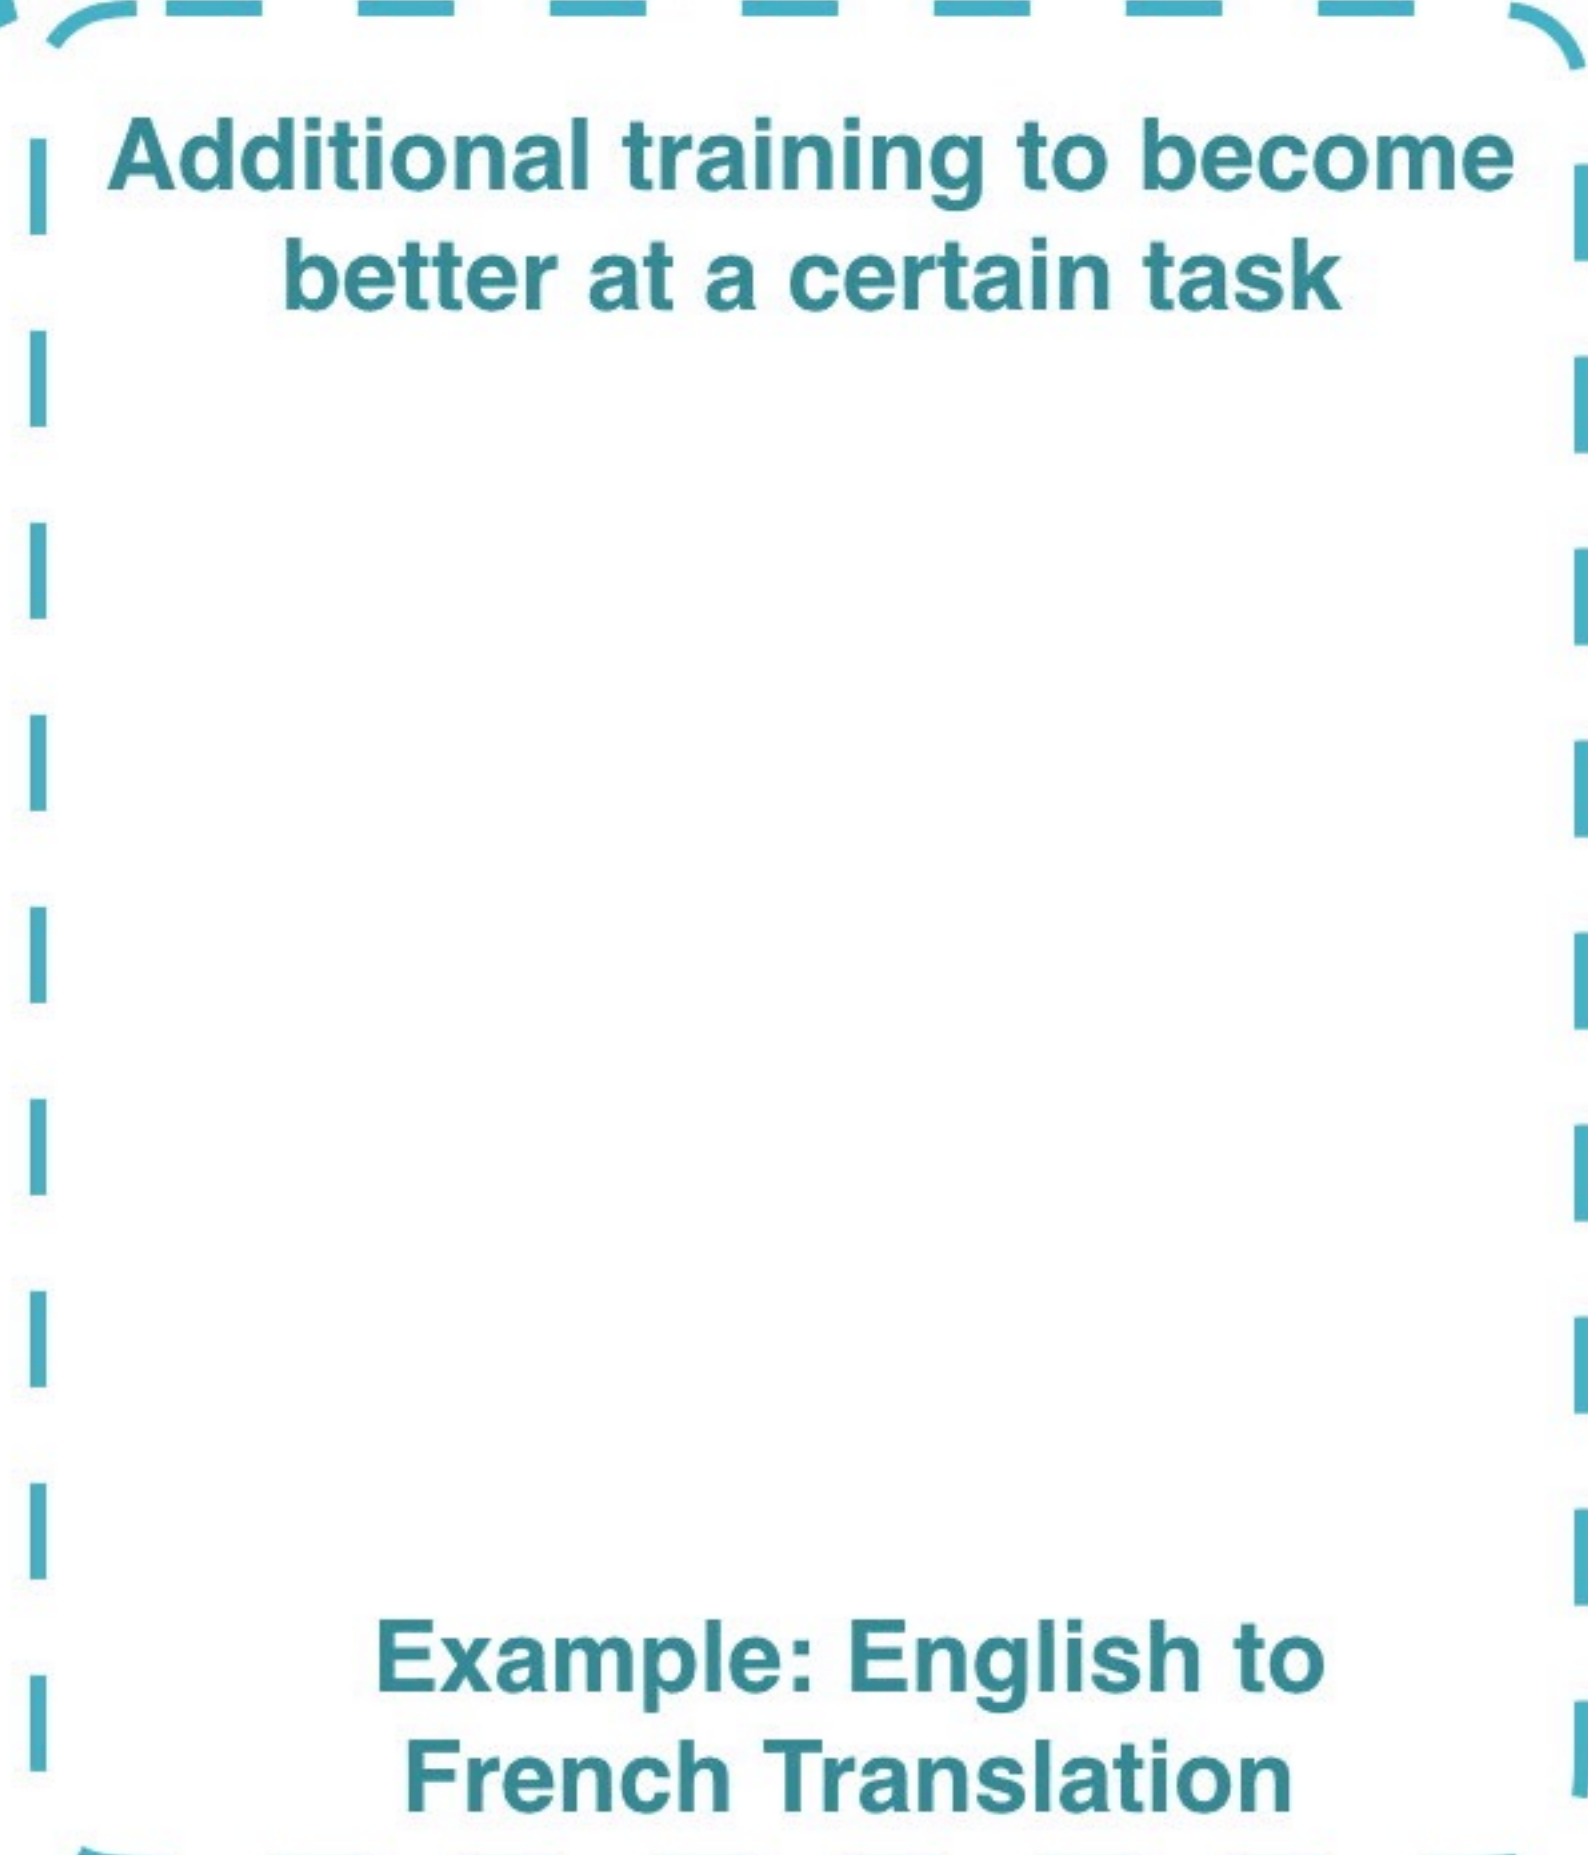 Additional training to become
better at a certain task
Example: English to
French Translation